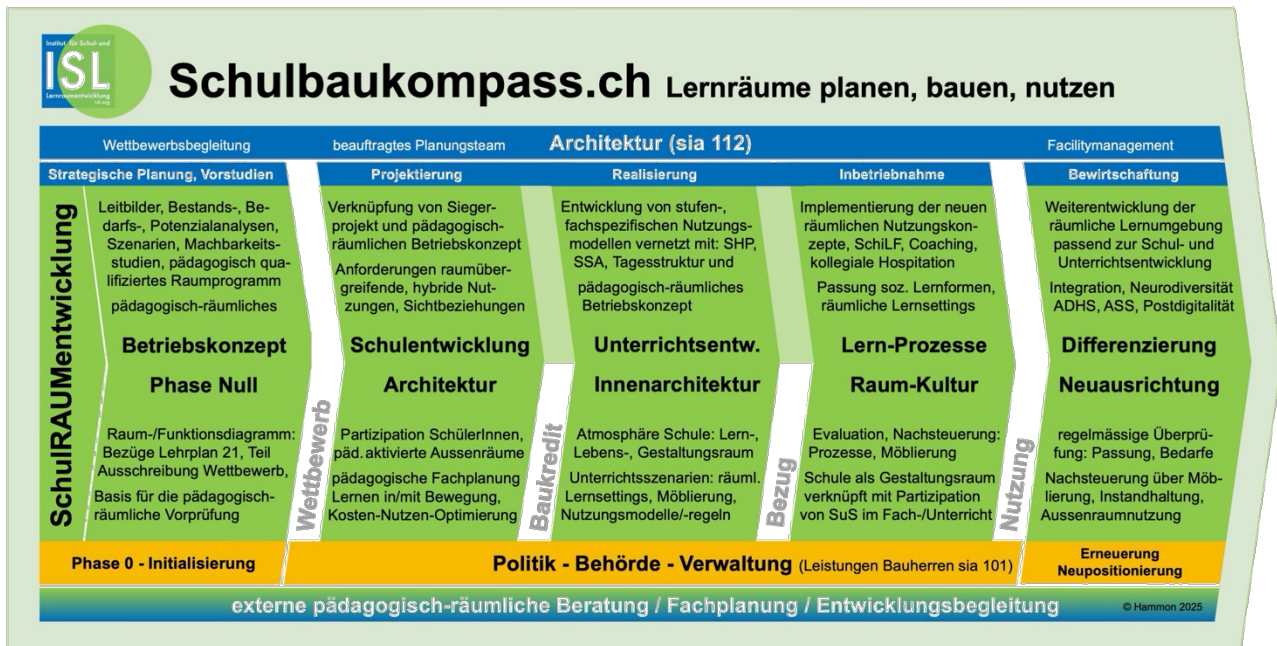 Institut für Schul- und
ISL
Lernraumentwicklung
isl.org
Schulbaukompass.ch Lernräume planen, bauen, nutzen
Wettbewerbsbegleitung
beauftragtes Planungsteam
Architektur (sia 112)
Facilitymanagement
Strategische Planung, Vorstudien
Projektierung
Realisierung
Inbetriebnahme
Bewirtschaftung
SchulRAUMentwicklung
Leitbilder, Bestands-, Be-
darfs-, Potenzialanalysen,
Szenarien, Machbarkeits-
studien, pädagogisch qua-
lifiziertes Raumprogramm
pädagogisch-räumliches
Betriebskonzept
Phase Null
Raum-/Funktionsdiagramm:
Bezüge Lehrplan 21, Teil
Ausschreibung Wettbewerb,
Basis für die pädagogisch-
räumliche Vorprüfung
Wettbewerb
Verknüpfung von Sieger-
projekt und pädagogisch-
räumlichen Betriebskonzept
Anforderungen raumüber-
greifende, hybride Nut-
zungen, Sichtbeziehungen
Schulentwicklung
Architektur
Partizipation SchülerInnen,
päd. aktivierte Aussenräume
pädagogische Fachplanung
Lernen in/mit Bewegung,
Kosten-Nutzen-Optimierung
Baukredit
Entwicklung von stufen-,
fachspezifischen Nutzungs-
modellen vernetzt mit: SHP,
SSA, Tagesstruktur und
pädagogisch-räumliches
Betriebskonzept
Unterrichtsentw.
Innenarchitektur
Atmosphäre Schule: Lern-,
Lebens-, Gestaltungsraum
Unterrichtsszenarien: räuml.
Lernsettings, Möblierung,
Nutzungsmodelle/-regeln
Bezug
Implementierung der neuen
räumlichen Nutzungskon-
zepte, SchiLF, Coaching,
kollegiale Hospitation
Passung soz. Lernformen,
räumliche Lernsettings
Lern-Prozesse
Raum-Kultur
Evaluation, Nachsteuerung:
Prozesse, Möblierung
Schule als Gestaltungsraum
verknüpft mit Partizipation
von SuS im Fach-/Unterricht
Nutzung
Weiterentwicklung der
räumliche Lernumgebung
passend zur Schul- und
Unterrichtsentwicklung
Integration, Neurodiversität
ADHS, ASS, Postdigitalität
Differenzierung
Neuausrichtung
regelmässige Überprü-
fung: Passung, Bedarfe
Nachsteuerung über Möb-
lierung, Instandhaltung,
Aussenraumnutzung
Phase 0 - Initialisierung
Politik - Behörde - Verwaltung (Leistungen Bauherren sia 101)
Erneuerung
Neupositionierung
externe pädagogisch-räumliche Beratung / Fachplanung / Entwicklungsbegleitung
© Hammon 2025